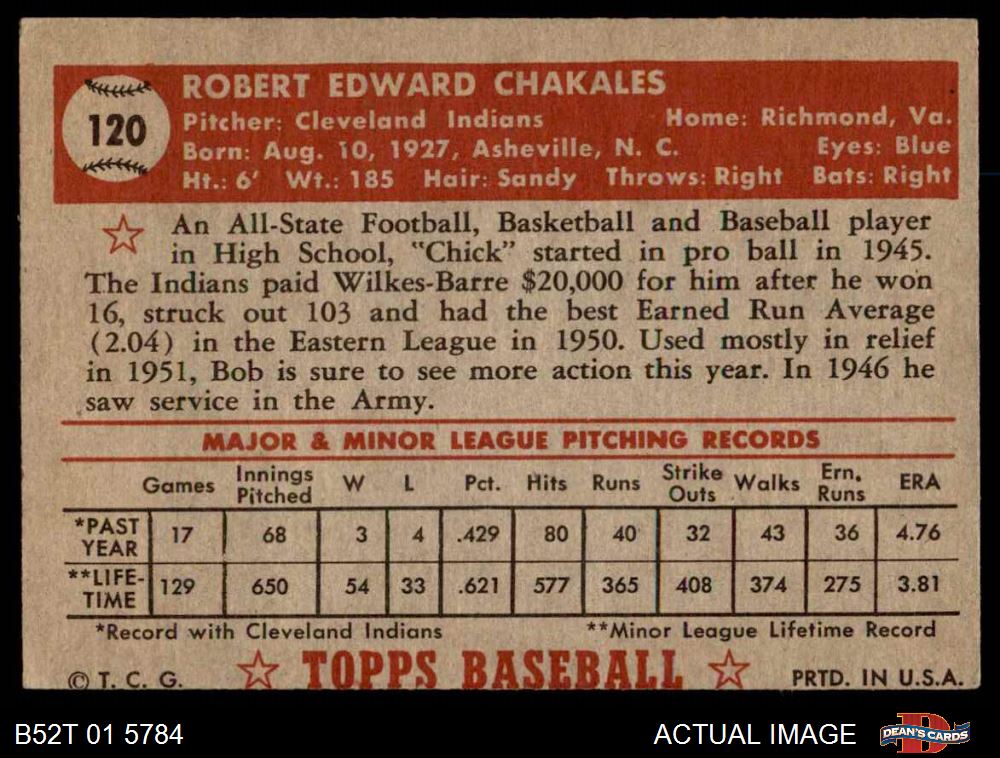 120
ROBERT EDWARD CHAKALES
Pitcher: Cleveland Indians Home: Richmond, Va.
Born: Aug. 10, 1927, Asheville, N. C. Eyes: Blue
Ht.: 6' Wt.: 185 Hair: Sandy Throws: Right Bats: Right
An All-State Football, Basketball and Baseball player
in High School, "Chick" started in pro ball in 1945.
The Indians paid Wilkes-Barre $20,000 for him after he won
16, struck out 103 and had the best Earned Run Average
(2.04) in the Eastern League in 1950. Used mostly in relief
in 1951, Bob is sure to see more action this year. In 1946 he
saw service in the Army.
MAJOR & MINOR LEAGUE PITCHING RECORDS
Games Innings Pitched W L Pct. Hits Runs Strike Outs Walks Ern. Runs ERA
*PAST YEAR 17 68 3 4 .429 80 40 32 43 36 4.76
**LIFE-TIME 129 650 54 33 .621 577 365 408 374 275 3.81
*Record with Cleveland Indians **Minor League Lifetime Record
© T. C. G. TOPPS BASEBALL PRTD. IN U.S.A.
B52T 01 5784 ACTUAL IMAGE DEAN'S CARDS